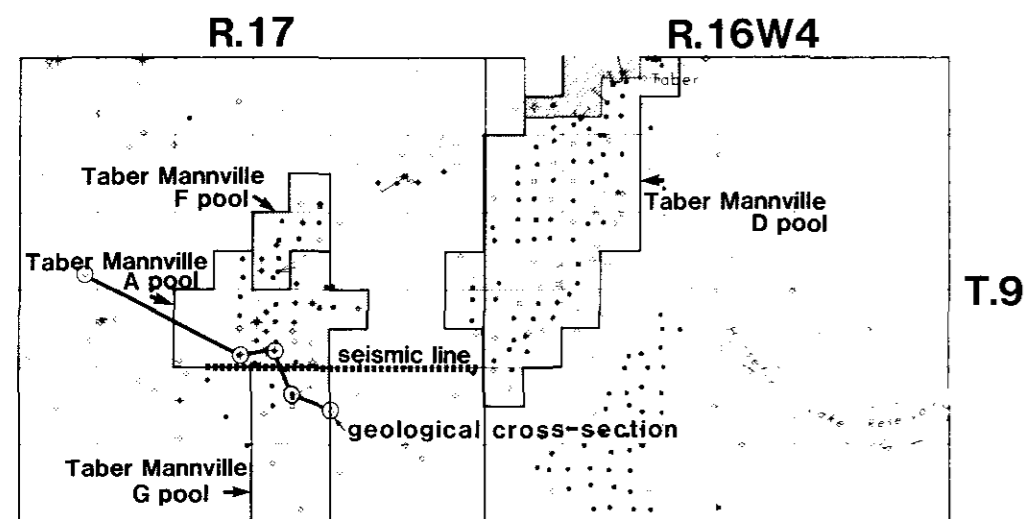 R.17
R.16W4
Taber
Taber Mannville
F pool
Taber Mannville
D pool
Taber Mannville
A pool
T.9
seismic line
geological cross-section
Taber Mannville
G pool